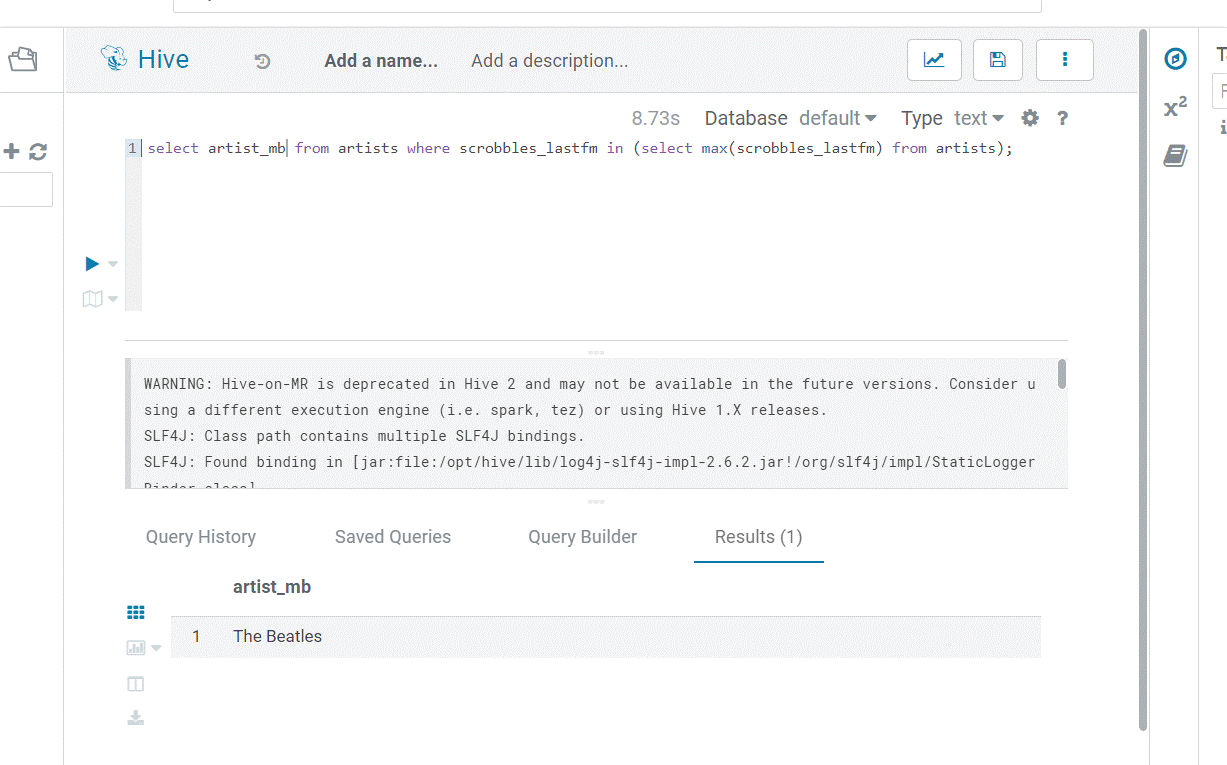 Hive Add a name... Add a description...
8.73s Database default Type text ?
1 select artist_mb from artists where scrobbles_lastfm in (select max(scrobbles_lastfm) from artists);
x²
WARNING: Hive-on-MR is deprecated in Hive 2 and may not be available in the future versions. Consider u
sing a different execution engine (i.e. spark, tez) or using Hive 1.X releases.
SLF4J: Class path contains multiple SLF4J bindings.
SLF4J: Found binding in [jar:file:/opt/hive/lib/log4j-slf4j-impl-2.6.2.jar!/org/slf4j/impl/StaticLogger
Query History Saved Queries Query Builder Results (1)
artist_mb
1 The Beatles